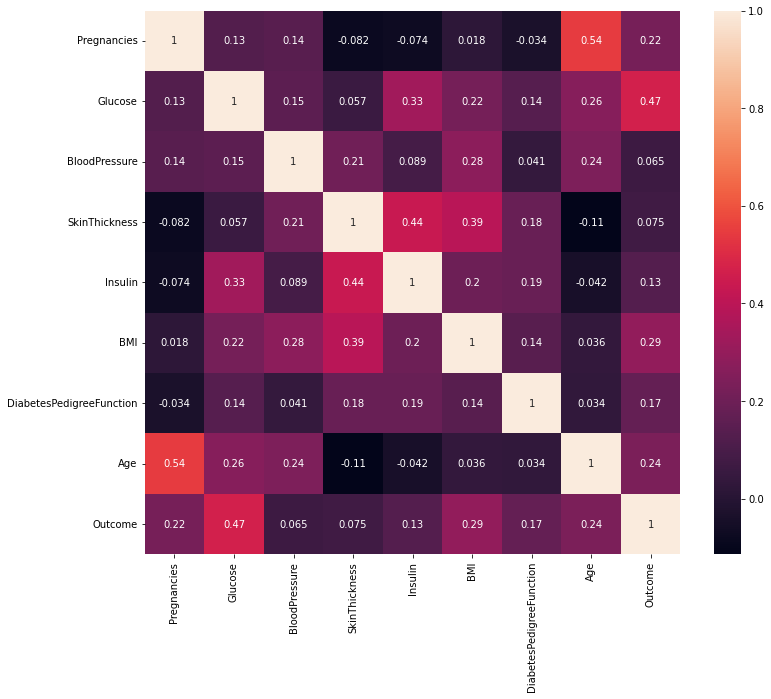 1.0
Pregnancies 1 0.13 0.14 -0.082 -0.074 0.018 -0.034 0.54 0.22
Glucose 0.13 1 0.15 0.057 0.33 0.22 0.14 0.26 0.47
0.8
BloodPressure 0.14 0.15 1 0.21 0.089 0.28 0.041 0.24 0.065
SkinThickness -0.082 0.057 0.21 1 0.44 0.39 0.18 -0.11 0.075
0.6
Insulin -0.074 0.33 0.089 0.44 1 0.2 0.19 -0.042 0.13
0.4
BMI 0.018 0.22 0.28 0.39 0.2 1 0.14 0.036 0.29
DiabetesPedigreeFunction -0.034 0.14 0.041 0.18 0.19 0.14 1 0.034 0.17
0.2
Age 0.54 0.26 0.24 -0.11 -0.042 0.036 0.034 1 0.24
0.0
Outcome 0.22 0.47 0.065 0.075 0.13 0.29 0.17 0.24 1
Pregnancies
Glucose
BloodPressure
SkinThickness
Insulin
BMI
DiabetesPedigreeFunction
Age
Outcome